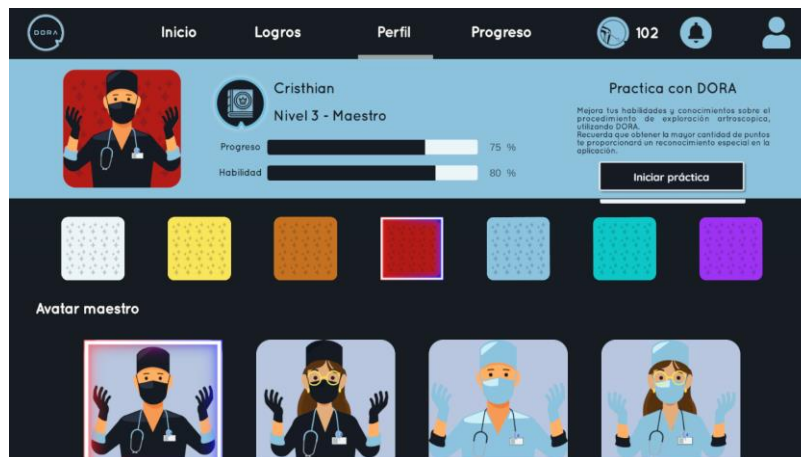 DORA
Inicio
Logros
Perfil
Progreso
102
Cristhian
Nivel 3 - Maestro
Progreso
75 %
Habilidad
80 %
Practica con DORA
Mejora tus habilidades y conocimientos sobre el
procedimiento de exploración artroscopica,
utilizando DORA.
Recuerda que obtener la mayor cantidad de puntos
te proporcionará un reconocimiento especial en la
aplicación.
Iniciar práctica
Avatar maestro